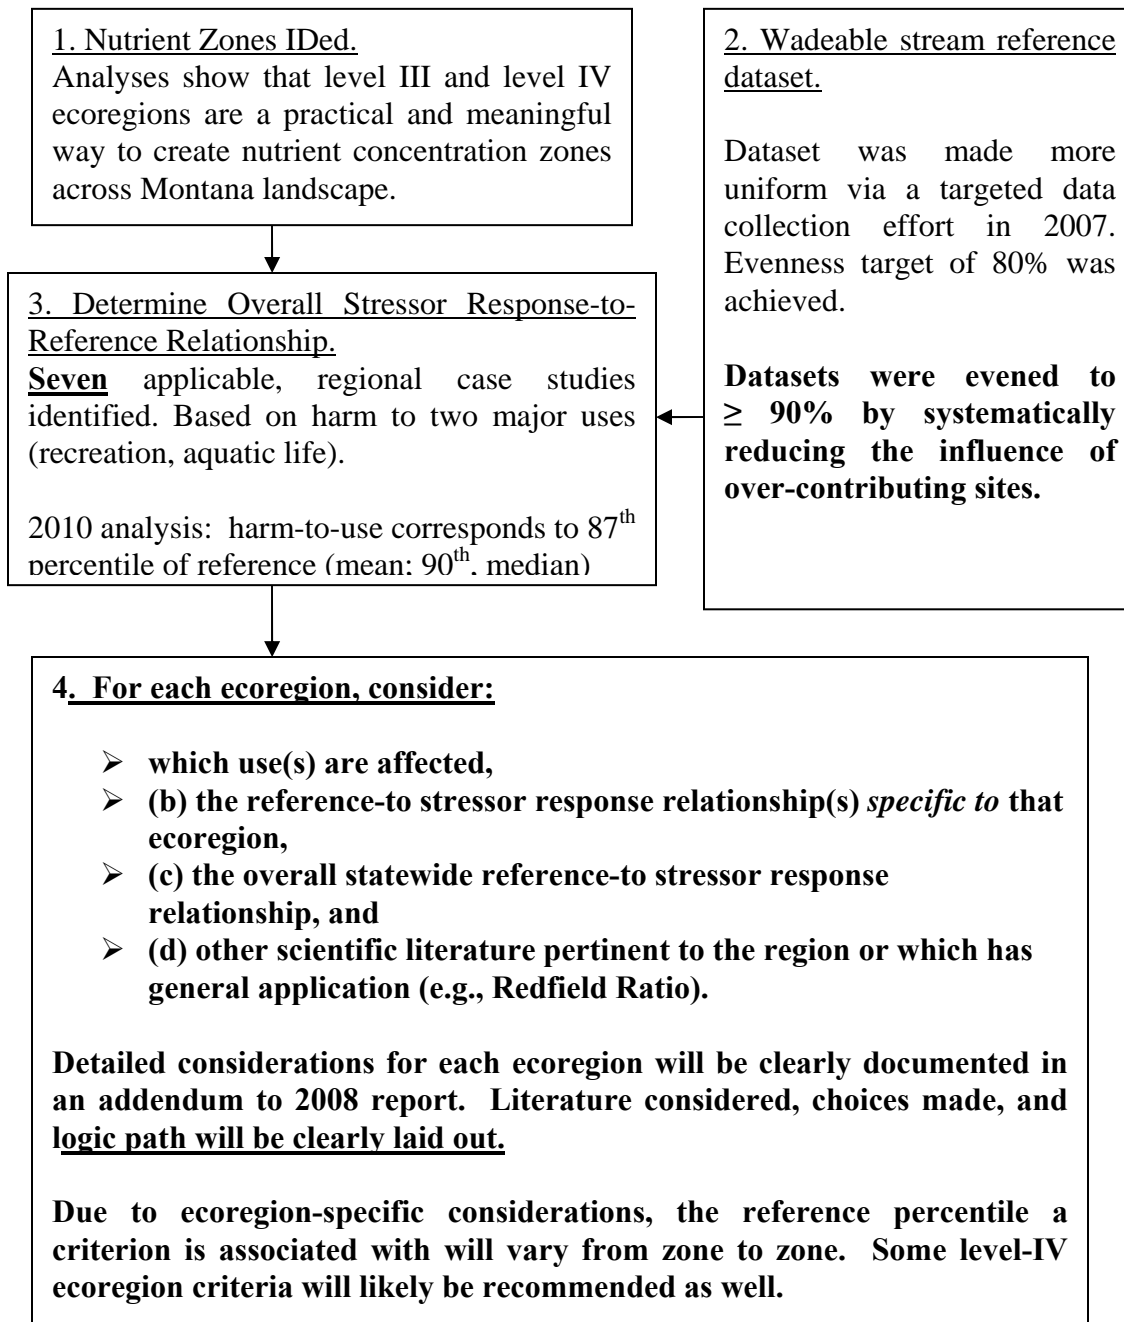 1. Nutrient Zones IDed.
Analyses show that level III and level IV
ecoregions are a practical and meaningful
way to create nutrient concentration zones
across Montana landscape.
2. Wadeable stream reference
dataset.
Dataset was made more
uniform via a targeted data
collection effort in 2007.
Evenness target of 80% was
achieved.
Datasets were evened to
≥ 90% by systematically
reducing the influence of
over-contributing sites.
3. Determine Overall Stressor Response-to-
Reference Relationship.
Seven applicable, regional case studies
identified. Based on harm to two major uses
(recreation, aquatic life).
2010 analysis: harm-to-use corresponds to 87th
percentile of reference (mean; 90th, median)
4. For each ecoregion, consider:
➢ which use(s) are affected,
➢ (b) the reference-to stressor response relationship(s) specific to that
ecoregion,
➢ (c) the overall statewide reference-to stressor response
relationship, and
➢ (d) other scientific literature pertinent to the region or which has
general application (e.g., Redfield Ratio).
Detailed considerations for each ecoregion will be clearly documented in
an addendum to 2008 report. Literature considered, choices made, and
logic path will be clearly laid out.
Due to ecoregion-specific considerations, the reference percentile a
criterion is associated with will vary from zone to zone. Some level-IV
ecoregion criteria will likely be recommended as well.